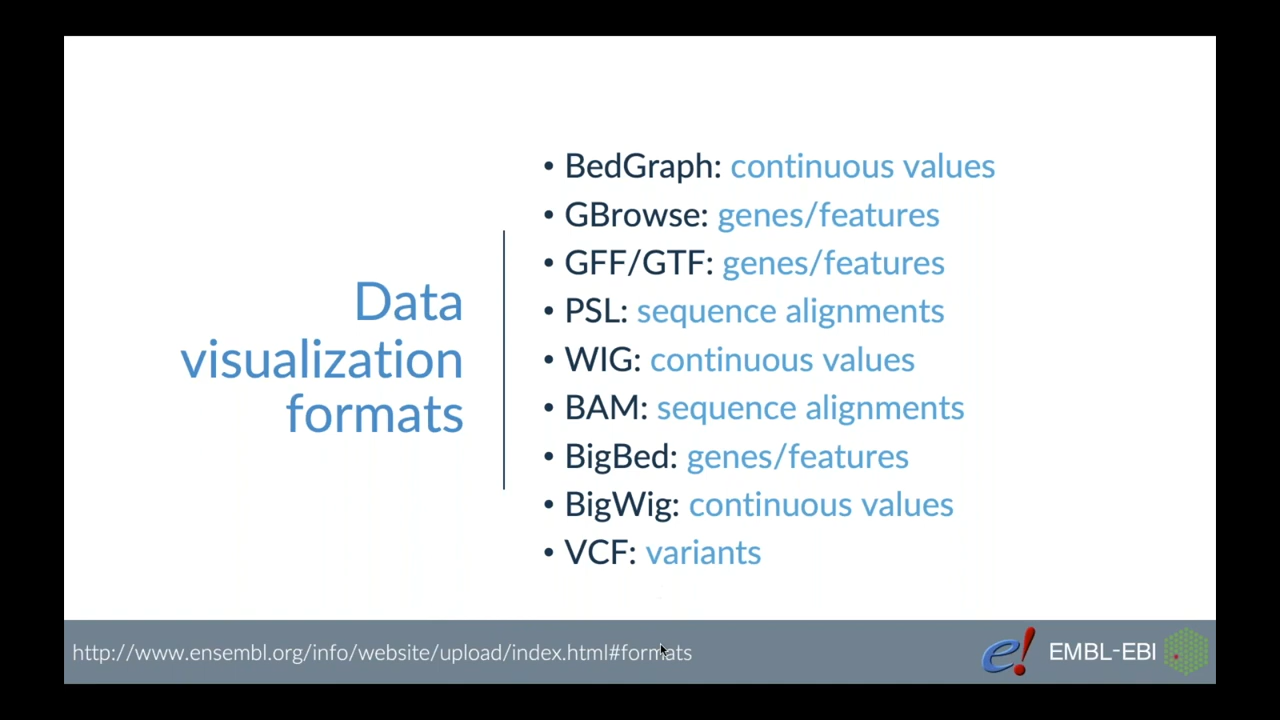 Data
visualization
formats
• BedGraph: continuous values
• GBrowse: genes/features
• GFF/GTF: genes/features
• PSL: sequence alignments
• WIG: continuous values
• BAM: sequence alignments
• BigBed: genes/features
• BigWig: continuous values
• VCF: variants
http://www.ensembl.org/info/website/upload/index.html#formats
e!
EMBL-EBI